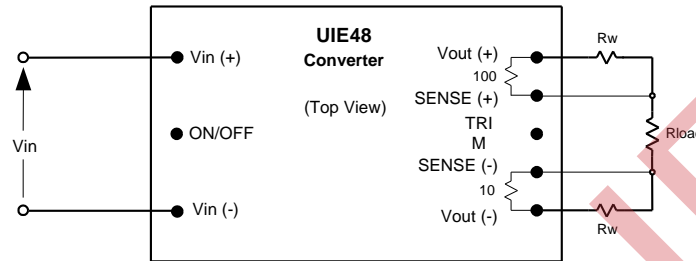 UIE48
Converter
(Top View)
Vin (+)
ON/OFF
Vin (-)
Vin
Vout (+)
100
SENSE (+)
TRI
M
SENSE (-)
10
Vout (-)
Rw
Rload
Rw